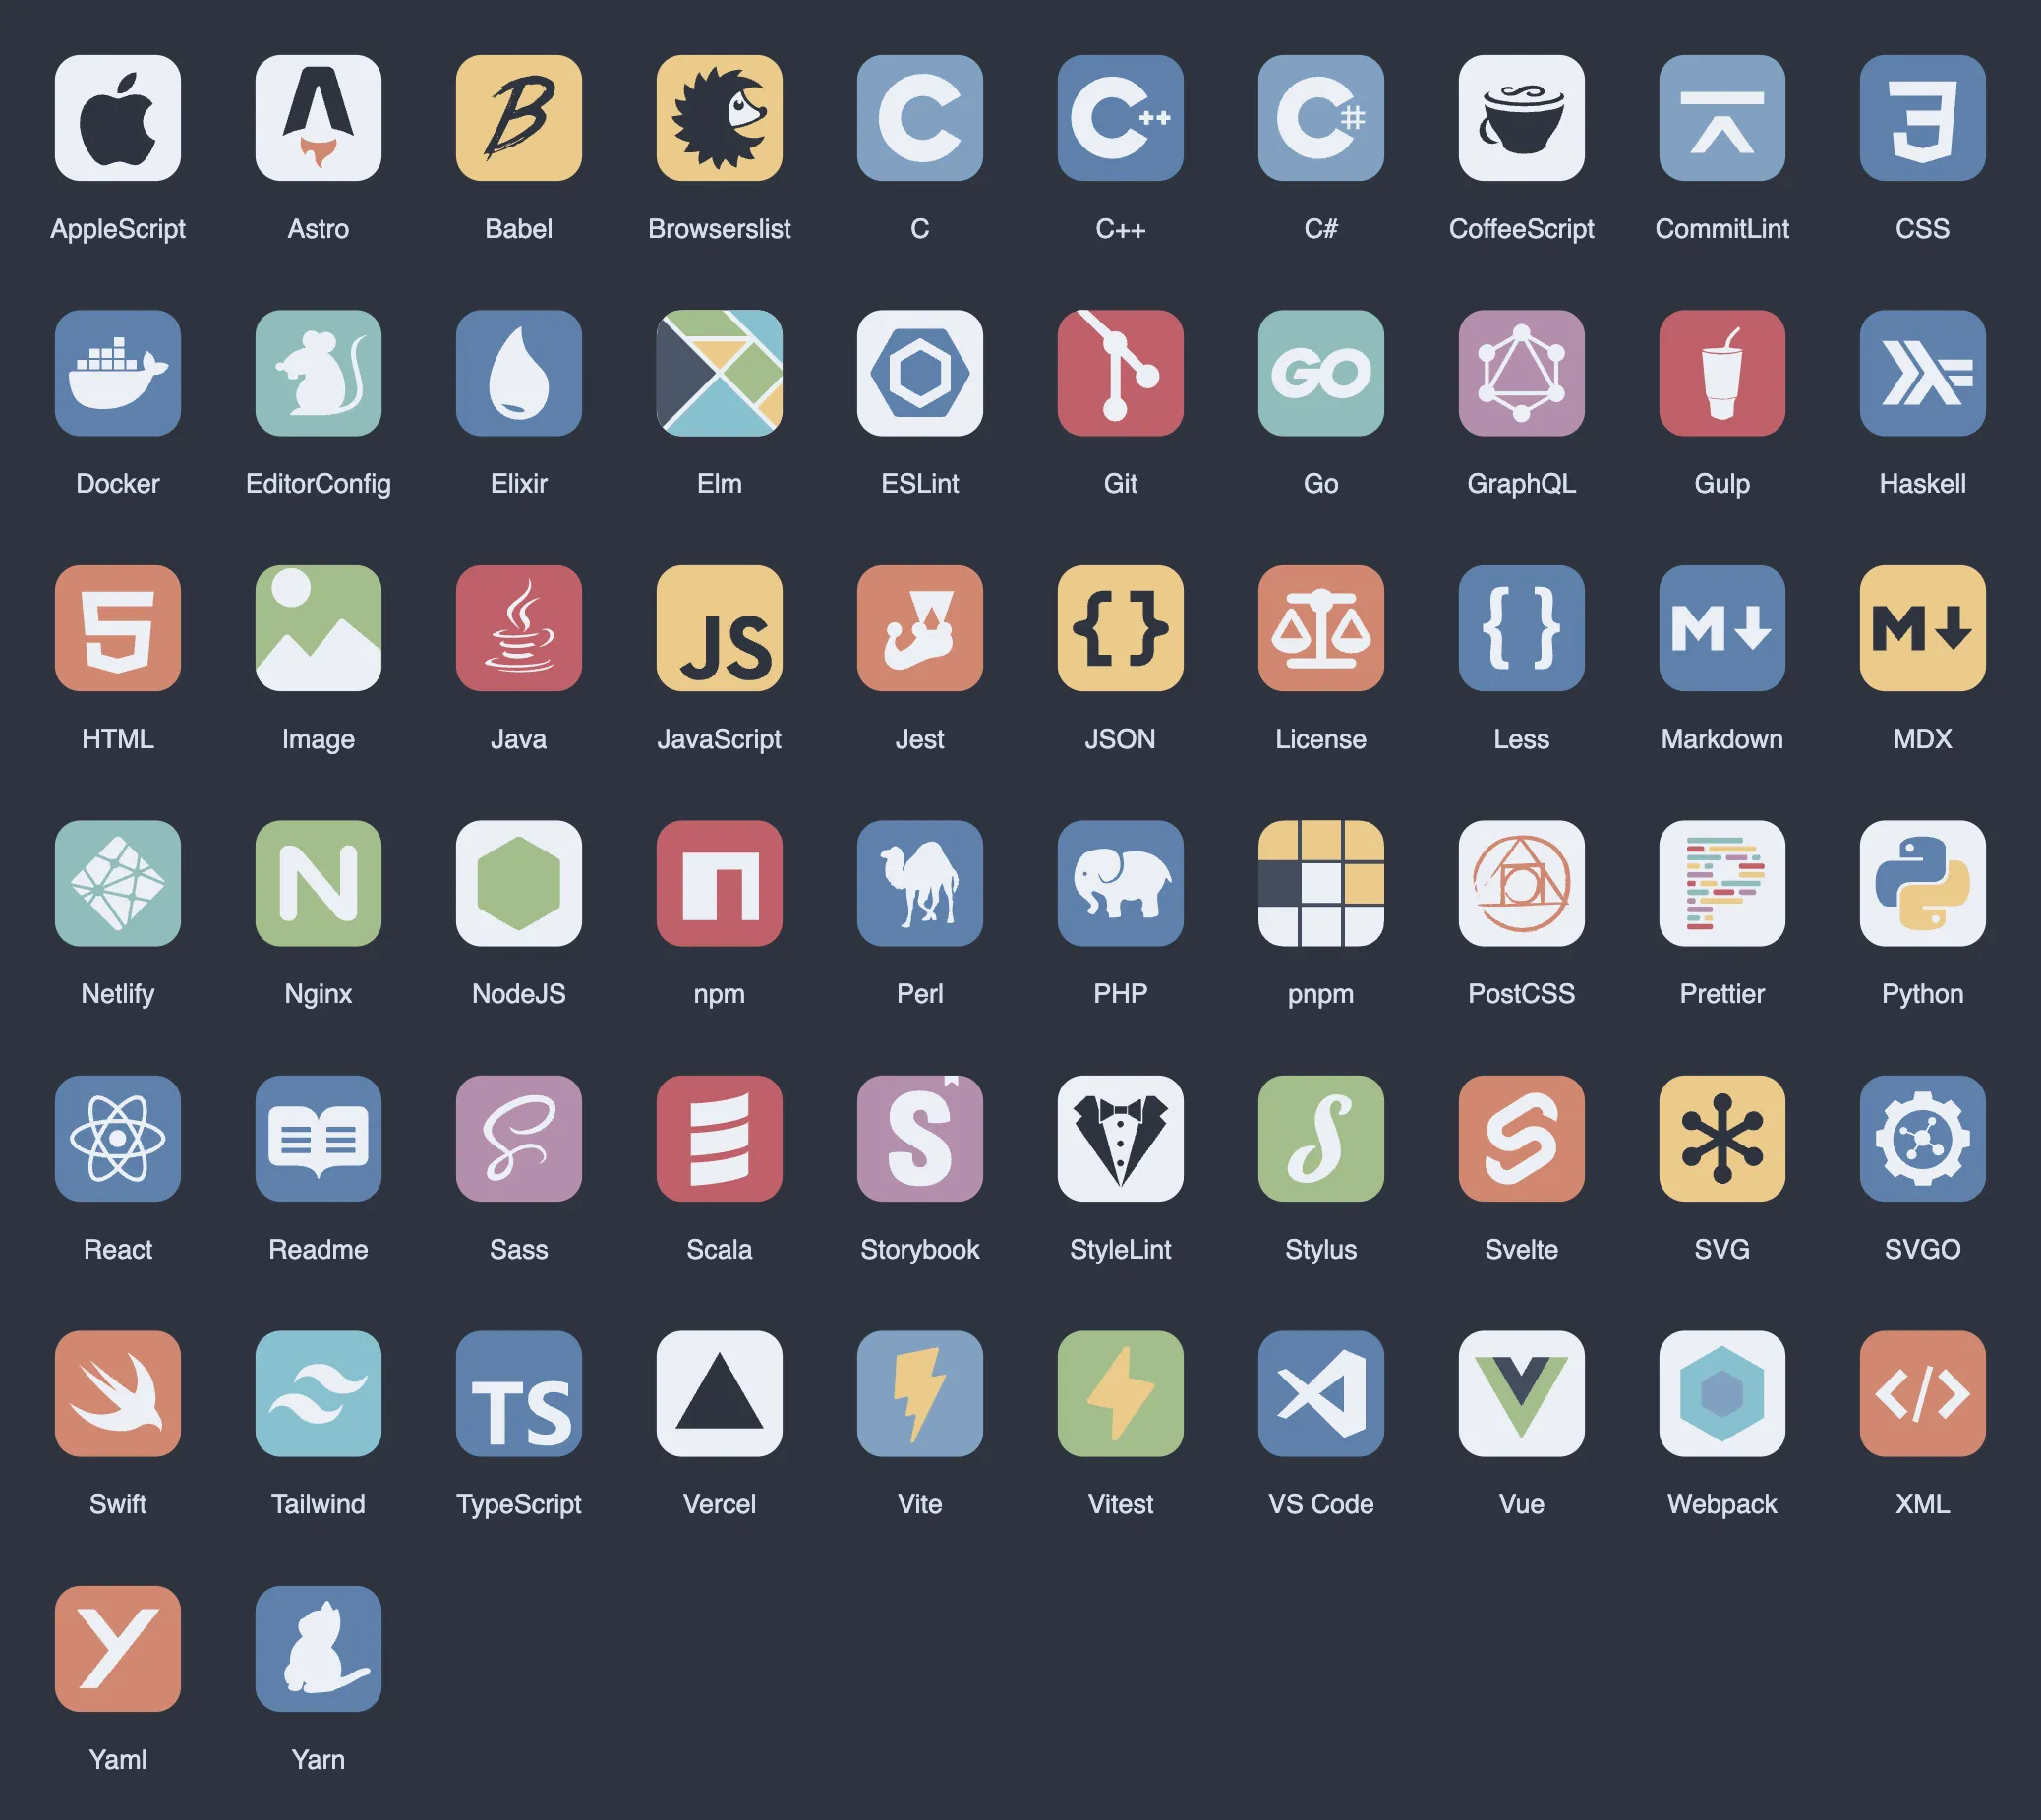 AppleScript Astro Babel Browserslist C C++ C# CoffeeScript CommitLint CSS
GO
Docker EditorConfig Elixir Elm ESLint Git Go GraphQL Gulp Haskell
JS { } { } M M
HTML Image Java JavaScript Jest JSON License Less Markdown MDX
N
Netlify Nginx NodeJS npm Perl PHP pnpm PostCSS Prettier Python
S
React Readme Sass Scala Storybook StyleLint Stylus Svelte SVG SVGO
TS </>
Swift Tailwind TypeScript Vercel Vite Vitest VS Code Vue Webpack XML
Y
Yaml Yarn